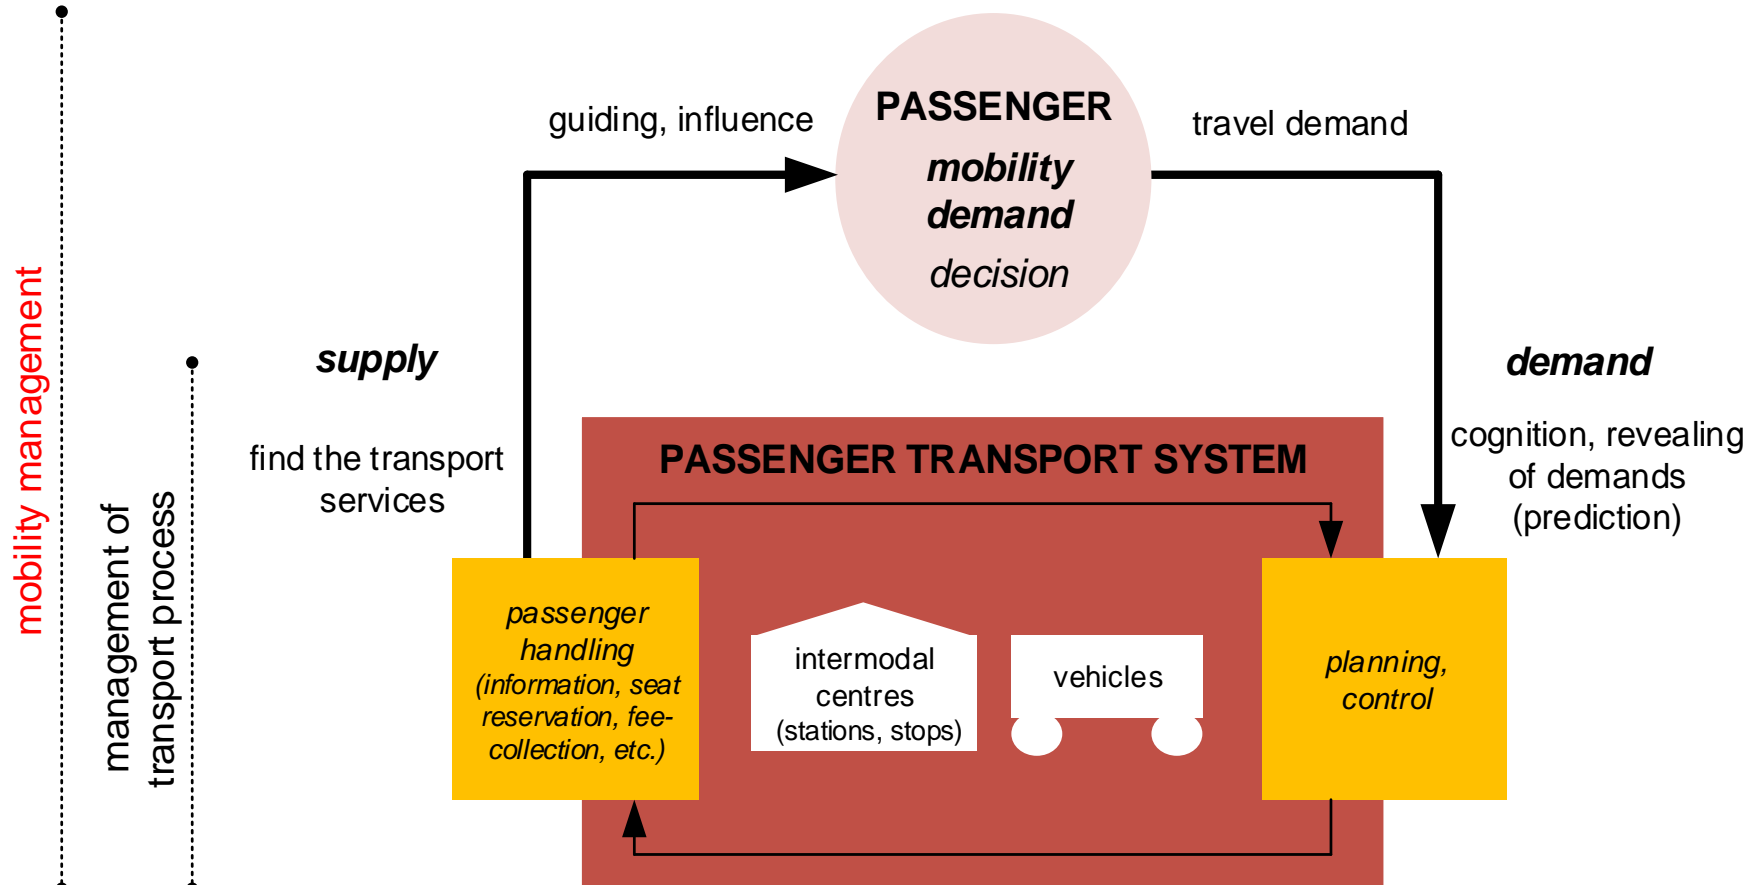 guiding, influence
PASSENGER
mobility
demand
decision
travel demand
mobility management
management of
transport process
supply
find the transport
services
demand
cognition, revealing
of demands
(prediction)
PASSENGER TRANSPORT SYSTEM
passenger
handling
(information, seat
reservation, fee-
collection, etc.)
intermodal
centres
(stations, stops)
vehicles
planning,
control